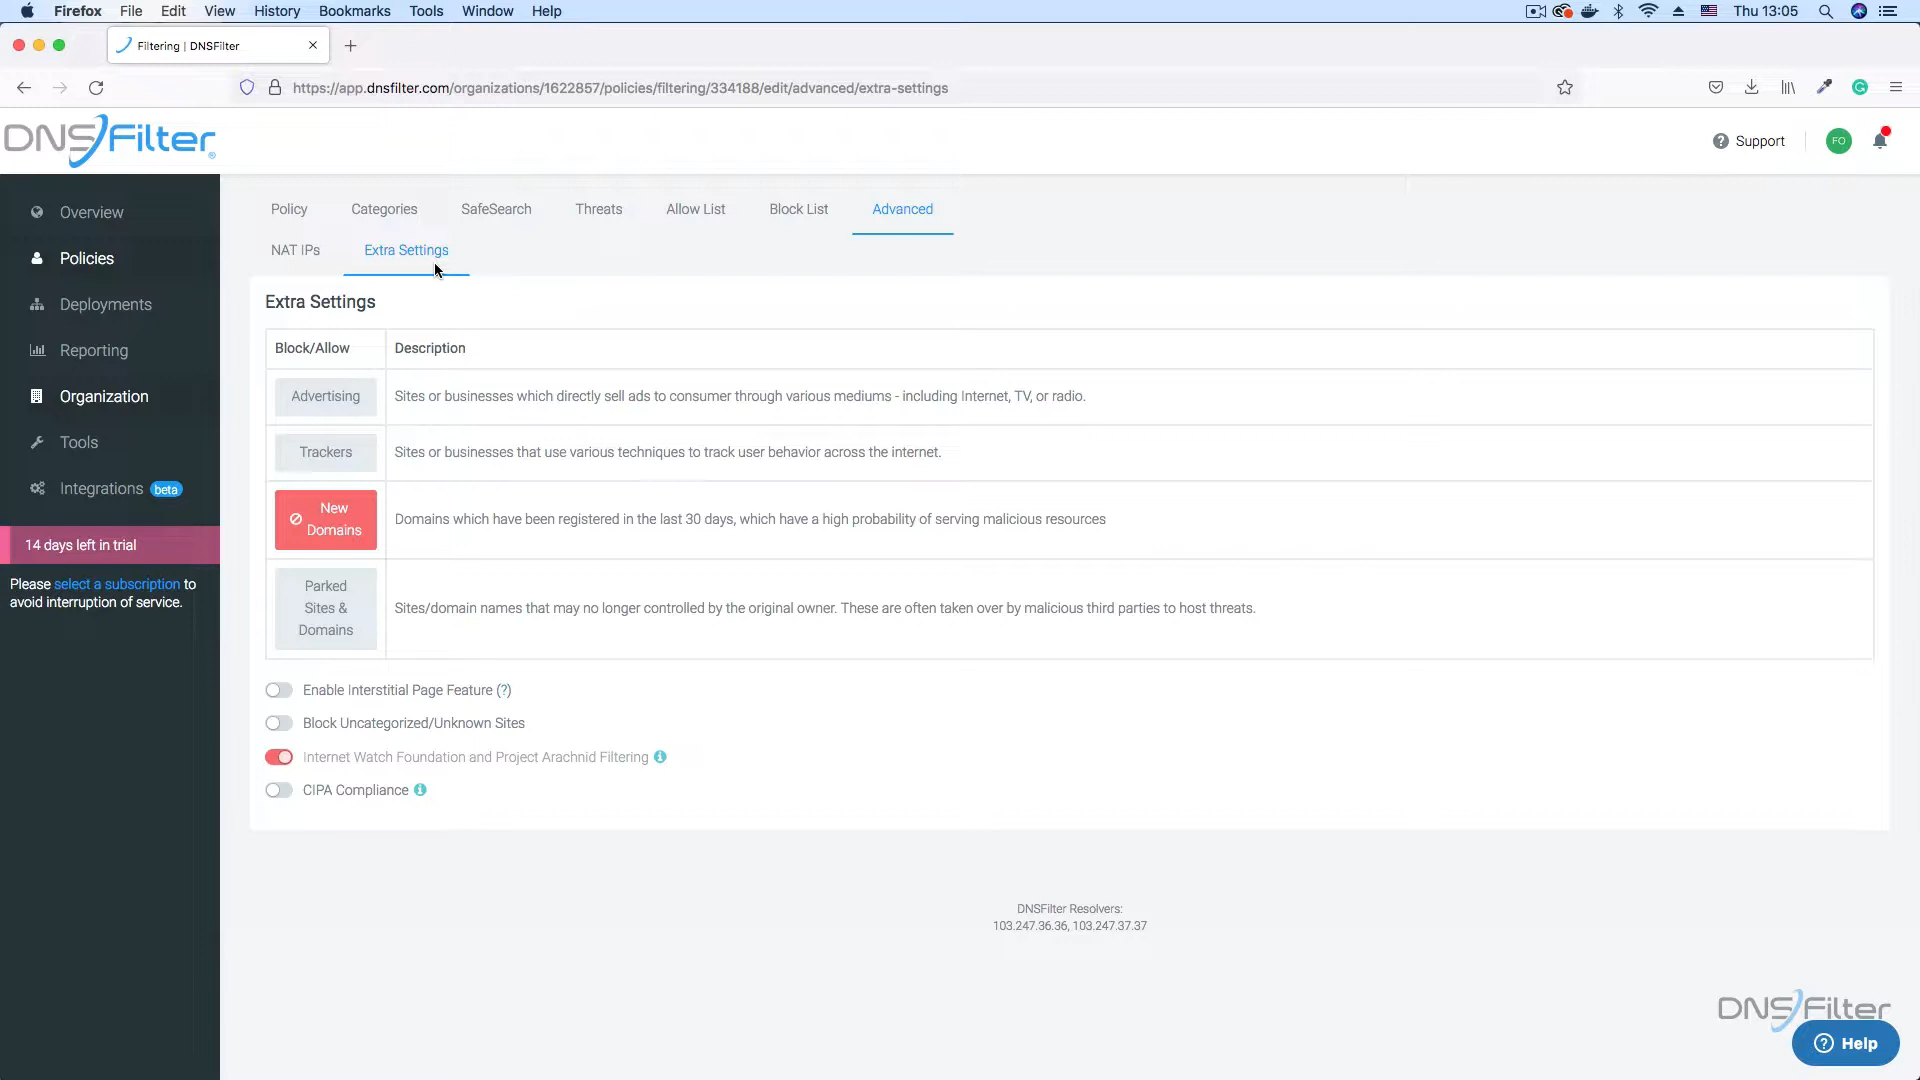 Firefox File Edit View History Bookmarks Tools Window Help Thu 13:05
Filtering | DNSFilter
https://app.dnsfilter.com/organizations/1622857/policies/filtering/334188/edit/advanced/extra-settings
DNSFilter®
Support
FO
Overview
Policies
Deployments
Reporting
Organization
Tools
Integrations beta
14 days left in trial
Please select a subscription to
avoid interruption of service.
Policy Categories SafeSearch Threats Allow List Block List Advanced
NAT IPs Extra Settings
Extra Settings
Block/Allow Description
Advertising Sites or businesses which directly sell ads to consumer through various mediums - including Internet, TV, or radio.
Trackers Sites or businesses that use various techniques to track user behavior across the internet.
New
Domains
Domains which have been registered in the last 30 days, which have a high probability of serving malicious resources
Parked
Sites &
Domains
Sites/domain names that may no longer controlled by the original owner. These are often taken over by malicious third parties to host threats.
Enable Interstitial Page Feature (?)
Block Uncategorized/Unknown Sites
Internet Watch Foundation and Project Arachnid Filtering
CIPA Compliance
DNSFilter Resolvers:
103.247.36.36, 103.247.37.37
DNSFilter
Help